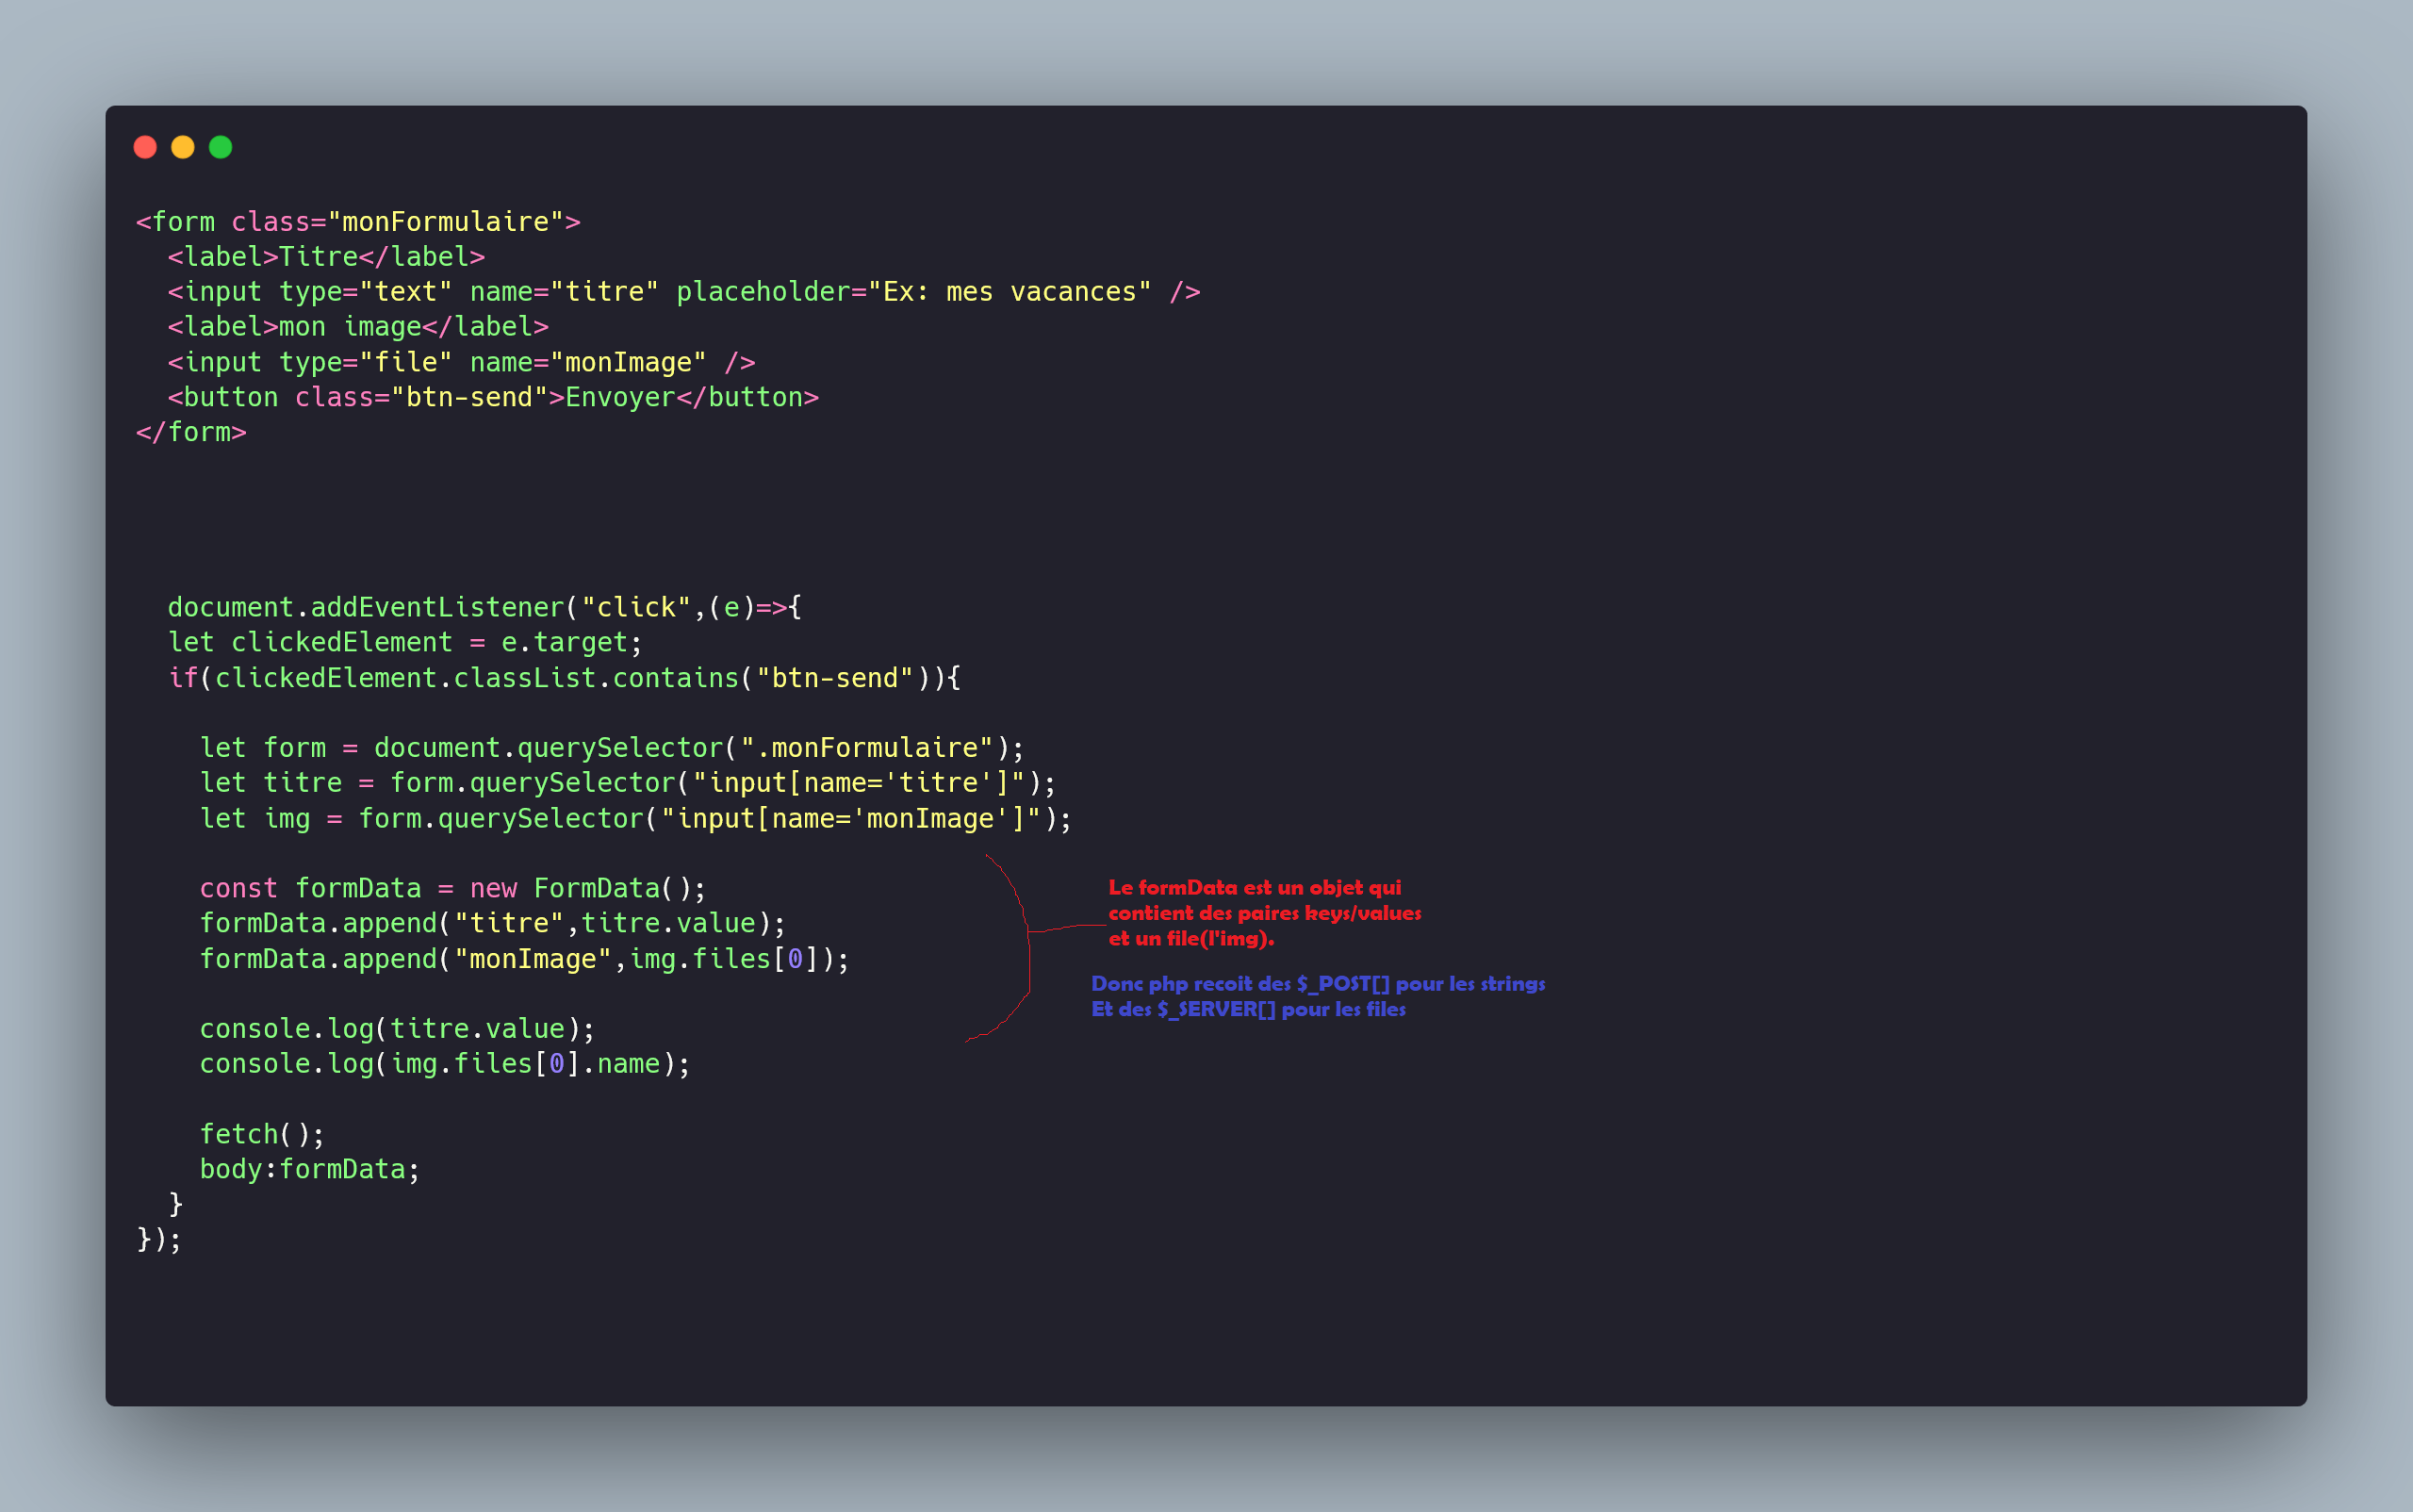 <form class="monFormulaire">
<label>Titre</label>
<input type="text" name="titre" placeholder="Ex: mes vacances" />
<label>mon image</label>
<input type="file" name="monImage" />
<button class="btn-send">Envoyer</button>
</form>
document.addEventListener("click",(e)=>{
let clickedElement = e.target;
if(clickedElement.classList.contains("btn-send")){
let form = document.querySelector(".monFormulaire");
let titre = form.querySelector("input[name='titre']");
let img = form.querySelector("input[name='monImage']");
const formData = new FormData();
formData.append("titre",titre.value);
formData.append("monImage",img.files[0]);
console.log(titre.value);
console.log(img.files[0].name);
fetch();
body:formData;
}
});
Le formData est un objet qui
contient des paires keys/values
et un file(l'img).
Donc php recoit des $_POST[] pour les strings
Et des $_SERVER[] pour les files